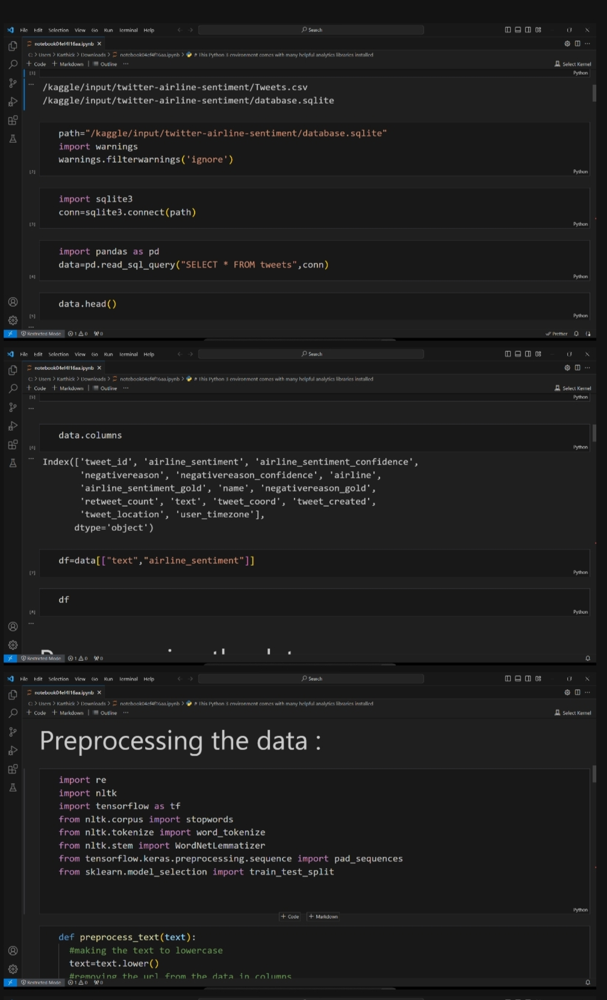 File Edit Selection View Go Run Terminal Help Search
notebook04ef4f16aa.ipynb
C: > Users > Karthick > Downloads > notebook04ef4f16aa.ipynb > # This Python 3 environment comes with many helpful analytics libraries installed
+ Code + Markdown | Outline ... Select Kernel
[1] Python
/kaggle/input/twitter-airline-sentiment/Tweets.csv
/kaggle/input/twitter-airline-sentiment/database.sqlite
path="/kaggle/input/twitter-airline-sentiment/database.sqlite"
import warnings
warnings.filterwarnings('ignore')
[2] Python
import sqlite3
conn=sqlite3.connect(path)
[3] Python
import pandas as pd
data=pd.read_sql_query("SELECT * FROM tweets",conn)
[4] Python
data.head()
[5] Python
Restricted Mode 1 0 0 Prettier
File Edit Selection View Go Run Terminal Help Search
notebook04ef4f16aa.ipynb
C: > Users > Karthick > Downloads > notebook04ef4f16aa.ipynb > # This Python 3 environment comes with many helpful analytics libraries installed
+ Code + Markdown | Outline ... Select Kernel
[5] Python
data.columns
[6] Python
Index(['tweet_id', 'airline_sentiment', 'airline_sentiment_confidence',
'negativereason', 'negativereason_confidence', 'airline',
'airline_sentiment_gold', 'name', 'negativereason_gold',
'retweet_count', 'text', 'tweet_coord', 'tweet_created',
'tweet_location', 'user_timezone'],
dtype='object')
df=data[["text","airline_sentiment"]]
[7] Python
df
[8] Python
Restricted Mode 1 0 0
File Edit Selection View Go Run Terminal Help Search
notebook04ef4f16aa.ipynb
C: > Users > Karthick > Downloads > notebook04ef4f16aa.ipynb > # This Python 3 environment comes with many helpful analytics libraries installed
+ Code + Markdown | Outline ... Select Kernel
Preprocessing the data :
import re
import nltk
import tensorflow as tf
from nltk.corpus import stopwords
from nltk.tokenize import word_tokenize
from nltk.stem import WordNetLemmatizer
from tensorflow.keras.preprocessing.sequence import pad_sequences
from sklearn.model_selection import train_test_split
Python
+ Code + Markdown
def preprocess_text(text):
#making the text to lowercase
text=text.lower()
#removing the url from the data in columns
Restricted Mode 1 0 0